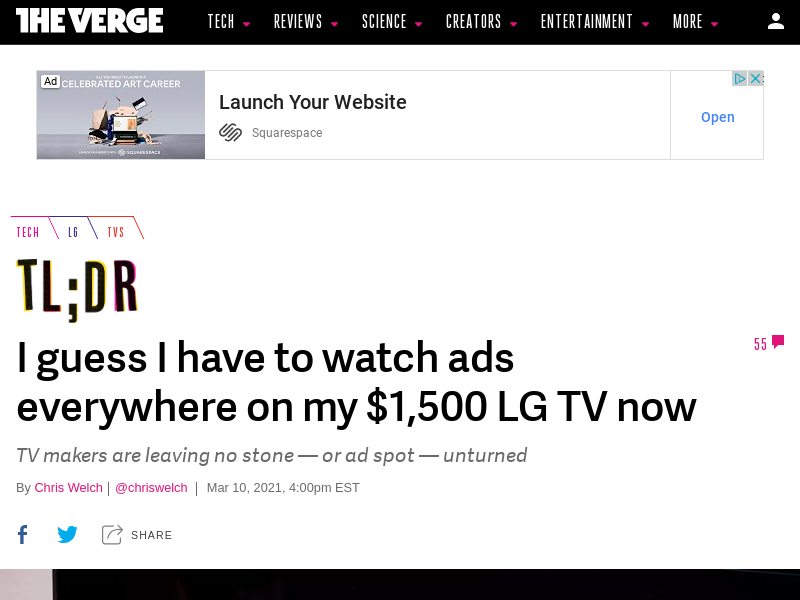 THE VERGE
TECH REVIEWS SCIENCE CREATORS ENTERTAINMENT MORE
Ad
CELEBRATED ART CAREER
Launch Your Website
Squarespace
Open
TECH LG TVS
TL;DR
I guess I have to watch ads
everywhere on my $1,500 LG TV now
55
TV makers are leaving no stone — or ad spot — unturned
By Chris Welch | @chriswelch | Mar 10, 2021, 4:00pm EST
SHARE